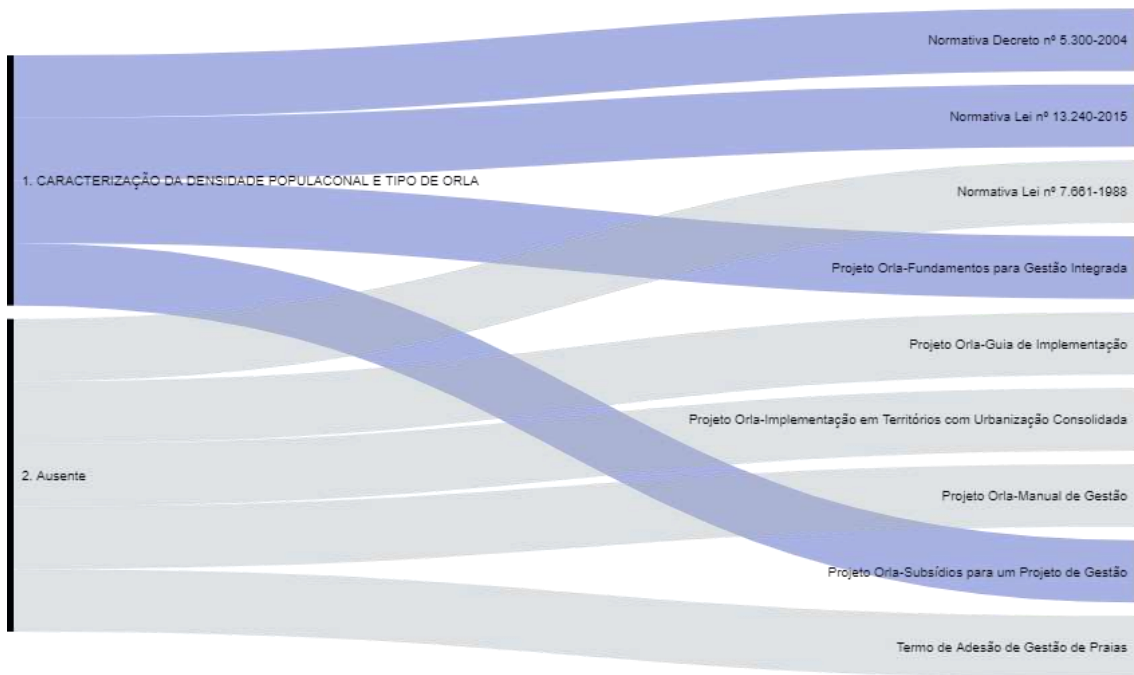 Normativa Decreto nº 5.300-2004
Normativa Lei nº 13.240-2015
1. CARACTERIZAÇÃO DA DENSIDADE POPULACONAL E TIPO DE ORLA
Normativa Lei nº 7.661-1988
Projeto Orla-Fundamentos para Gestão Integrada
Projeto Orla-Guia de Implementação
Projeto Orla-Implementação em Territórios com Urbanização Consolidada
2. Ausente
Projeto Orla-Manual de Gestão
Projeto Orla-Subsídios para um Projeto de Gestão
Termo de Adesão de Gestão de Praias